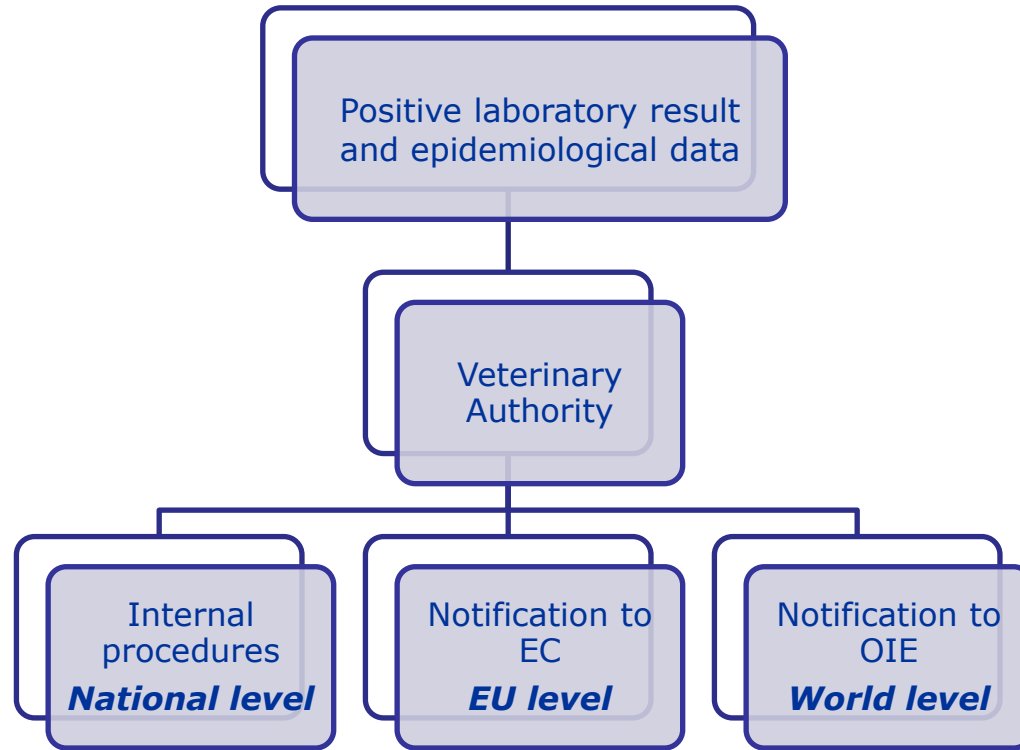 Positive laboratory result
and epidemiological data
Veterinary
Authority
Internal
procedures
National level
Notification to
EC
EU level
Notification to
OIE
World level